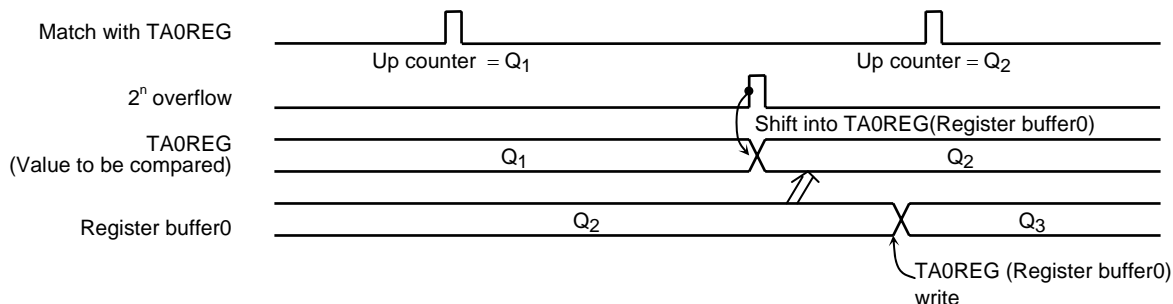 Match with TA0REG
Up counter = Q1
Up counter = Q2
2n overflow
Shift into TA0REG(Register buffer0)
TA0REG
(Value to be compared)
Q1
Q2
Register buffer0
Q2
Q3
TA0REG (Register buffer0)
write